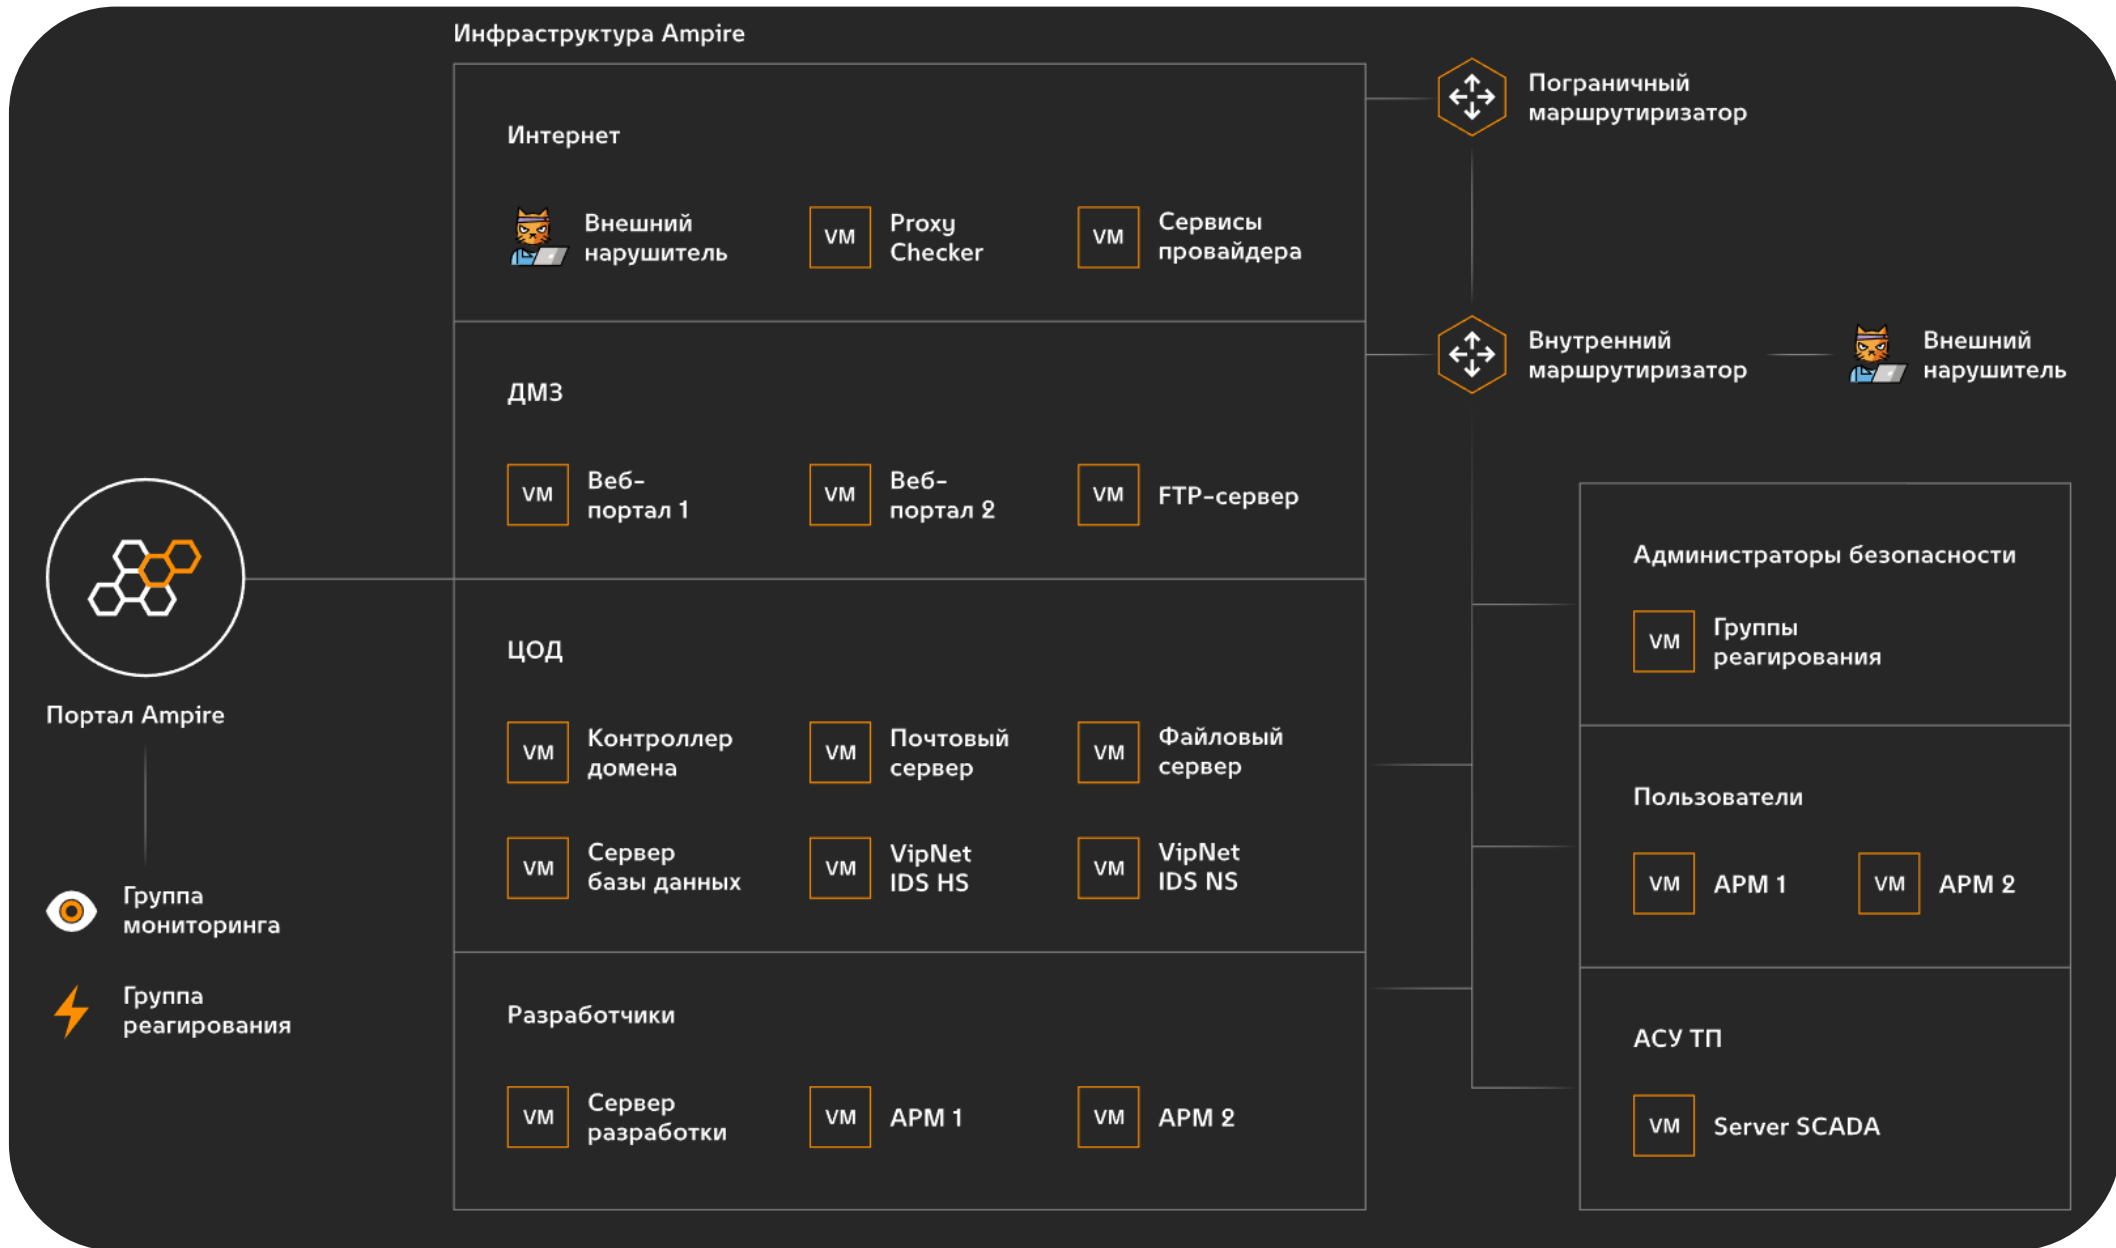 Инфраструктура Ampire
Интернет
Внешний
нарушитель
VM
Proxy
Checker
VM
Сервисы
провайдера
Пограничный
маршрутиризатор
ДМЗ
VM
Веб-
портал 1
VM
Веб-
портал 2
VM
FTP-сервер
Внутренний
маршрутиризатор
Внешний
нарушитель
Портал Ampire
Группа
мониторинга
Группа
реагирования
ЦОД
VM
Контроллер
домена
VM
Почтовый
сервер
VM
Файловый
сервер
VM
Сервер
базы данных
VM
VipNet
IDS HS
VM
VipNet
IDS NS
Разработчики
VM
Сервер
разработки
VM
АРМ 1
VM
АРМ 2
Администраторы безопасности
VM
Группы
реагирования
Пользователи
VM
АРМ 1
VM
АРМ 2
АСУ ТП
VM
Server SCADA